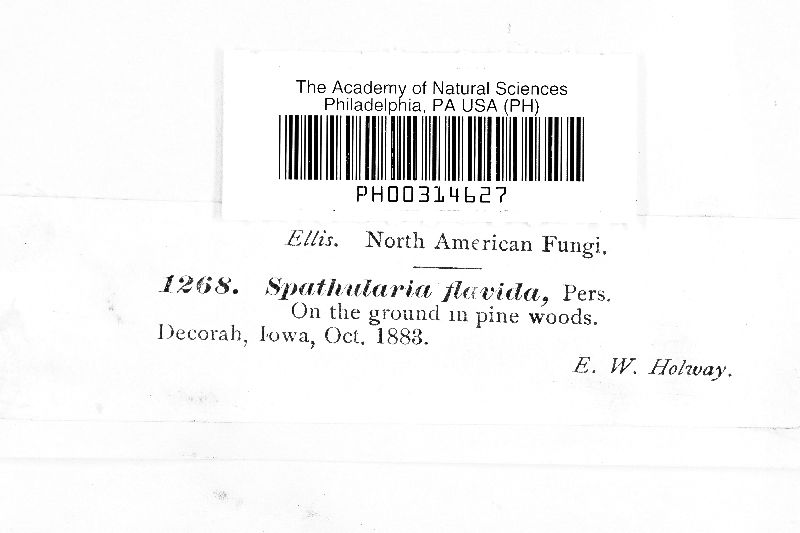 The Academy of Natural Sciences
Philadelphia, PA USA (PH)
PH00314627
Ellis. North American Fungi.
1268. Spathularia flavida, Pers.
On the ground in pine woods.
Decorah, Iowa, Oct. 1883.
E. W. Holway.